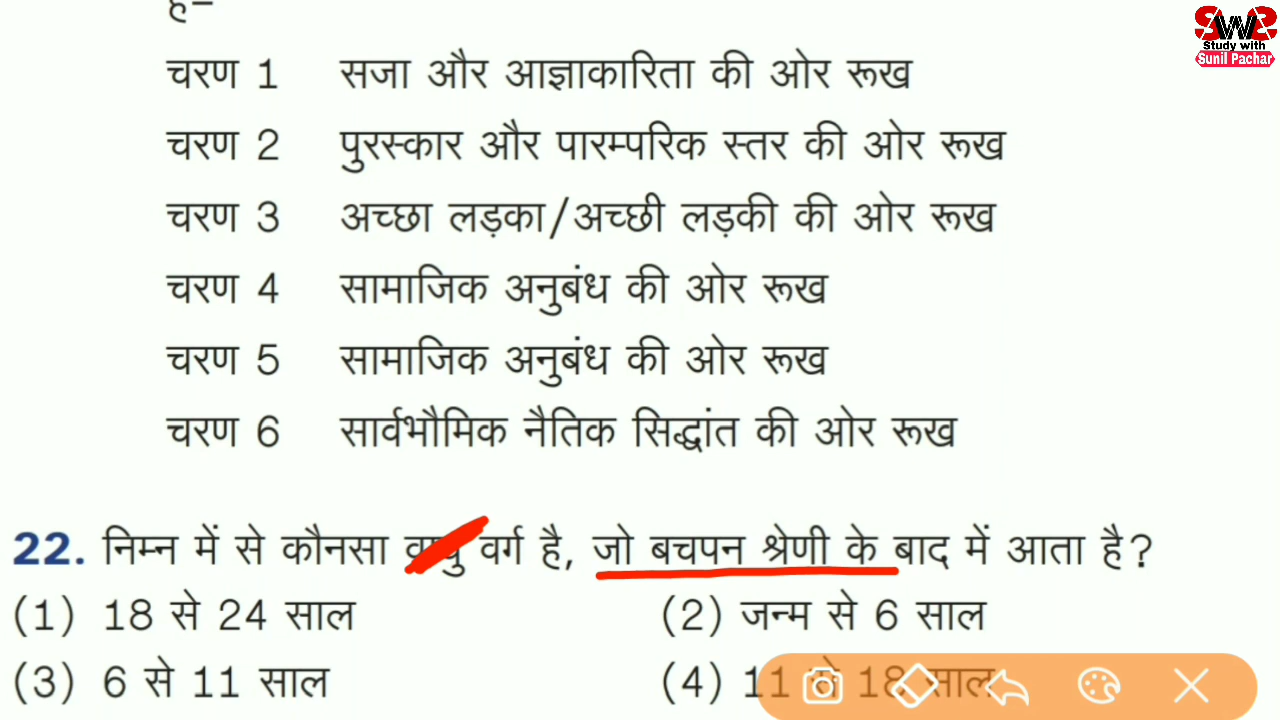 है–
SWS
Study with
Sunil Pachar
चरण 1 सजा और आज्ञाकारिता की ओर रूख
चरण 2 पुरस्कार और पारम्परिक स्तर की ओर रूख
चरण 3 अच्छा लड़का/अच्छी लड़की की ओर रूख
चरण 4 सामाजिक अनुबंध की ओर रूख
चरण 5 सामाजिक अनुबंध की ओर रूख
चरण 6 सार्वभौमिक नैतिक सिद्धांत की ओर रूख
22. निम्न में से कौनसा वर्ग है, जो बचपन श्रेणी के बाद में आता है?
(1) 18 से 24 साल (2) जन्म से 6 साल
(3) 6 से 11 साल (4) 11 से 18 साल